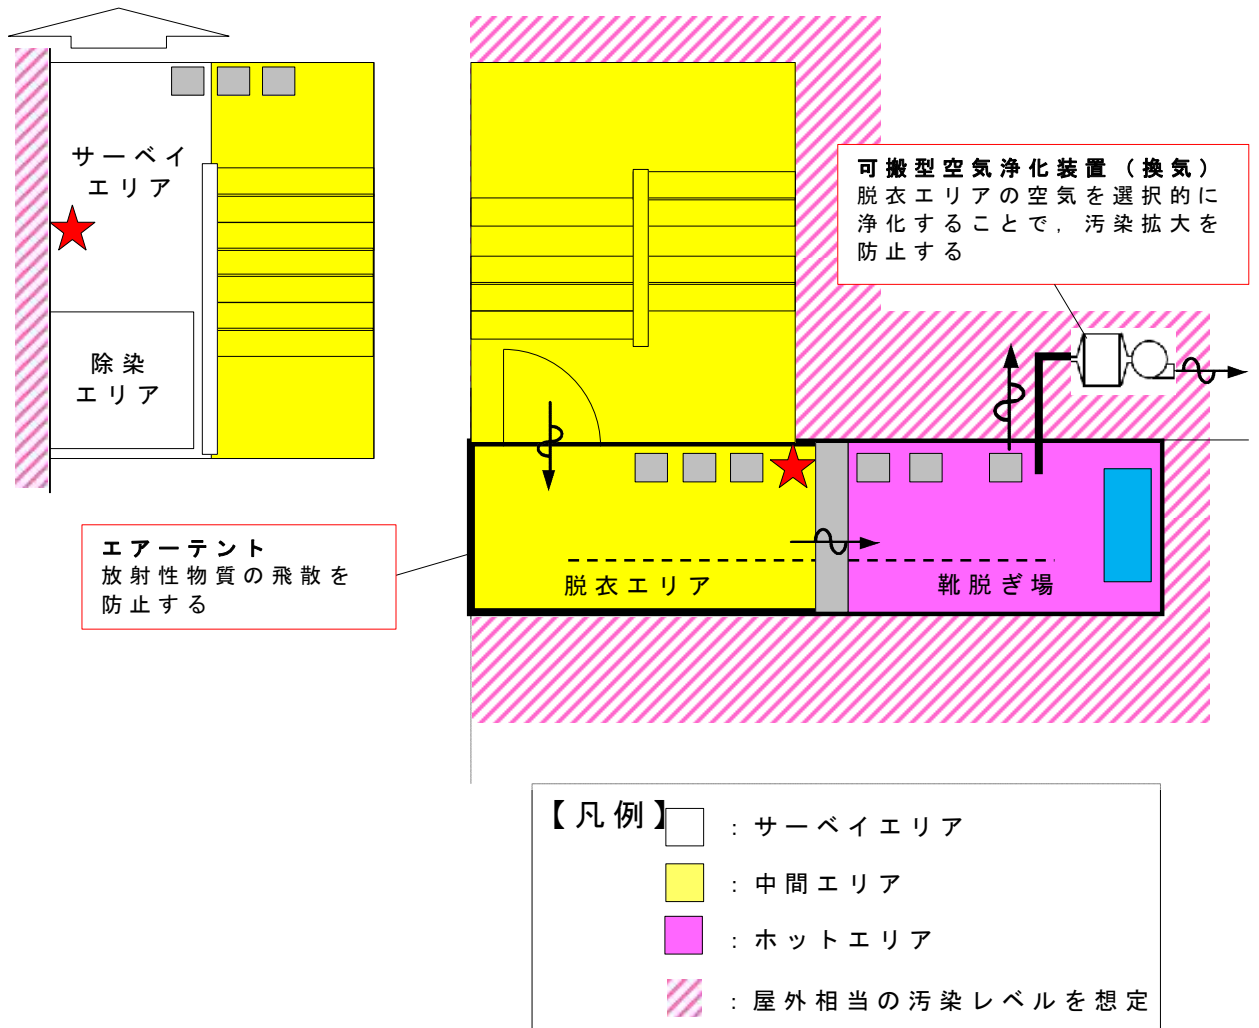 サーベイ
エリア
除染
エリア
可搬型空気浄化装置（換気）
脱衣エリアの空気を選択的に
浄化することで，汚染拡大を
防止する
エアーテント
放射性物質の飛散を
防止する
脱衣エリア
靴脱ぎ場
【凡例】
：サーベイエリア
：中間エリア
：ホットエリア
：屋外相当の汚染レベルを想定